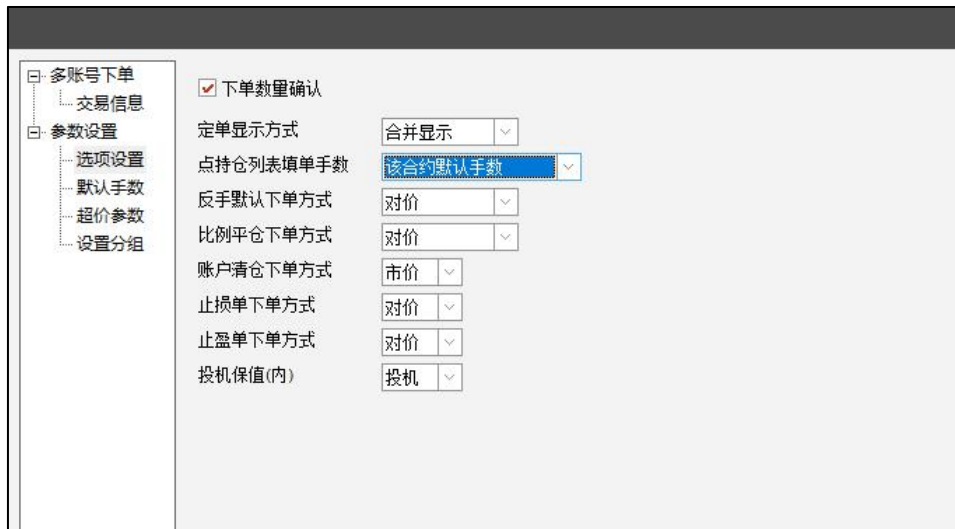 多账号下单
交易信息
参数设置
选项设置
默认手数
超价参数
设置分组
下单数量确认
定单显示方式 合并显示
点持仓列表填单手数 该合约默认手数
反手默认下单方式 对价
比例平仓下单方式 对价
账户清仓下单方式 市价
止损单下单方式 对价
止盈单下单方式 对价
投机保值(内) 投机